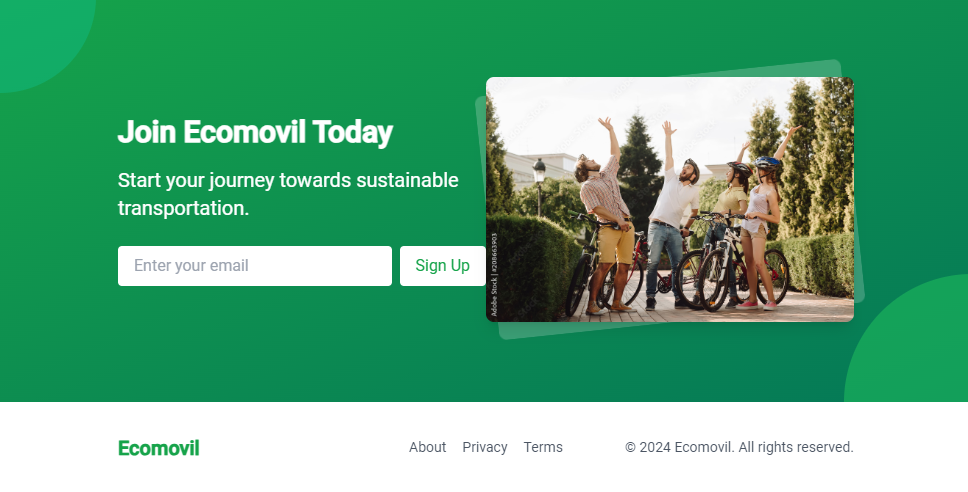 Join Ecomovil Today
Start your journey towards sustainable
transportation.
Enter your email
Sign Up
Adobe Stock | #208663903
Ecomovil
About
Privacy
Terms
© 2024 Ecomovil. All rights reserved.